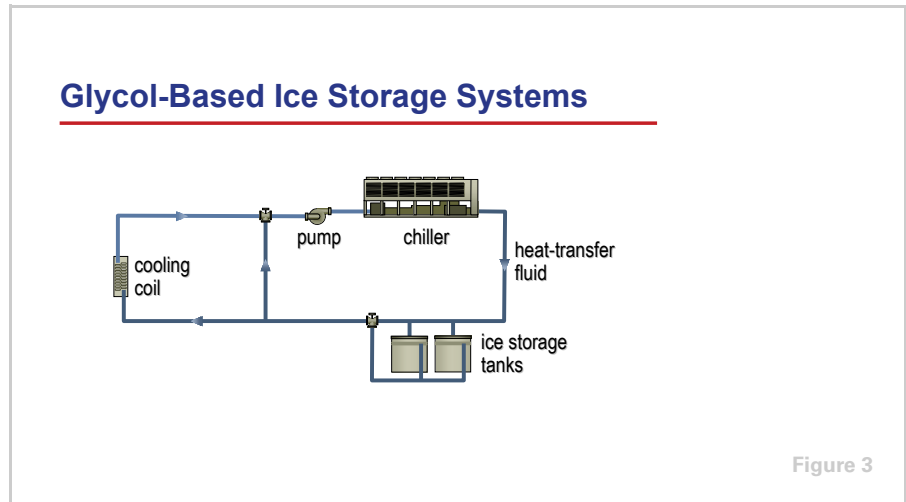 Glycol-Based Ice Storage Systems
pump
chiller
heat-transfer
fluid
cooling
coil
ice storage
tanks
Figure 3